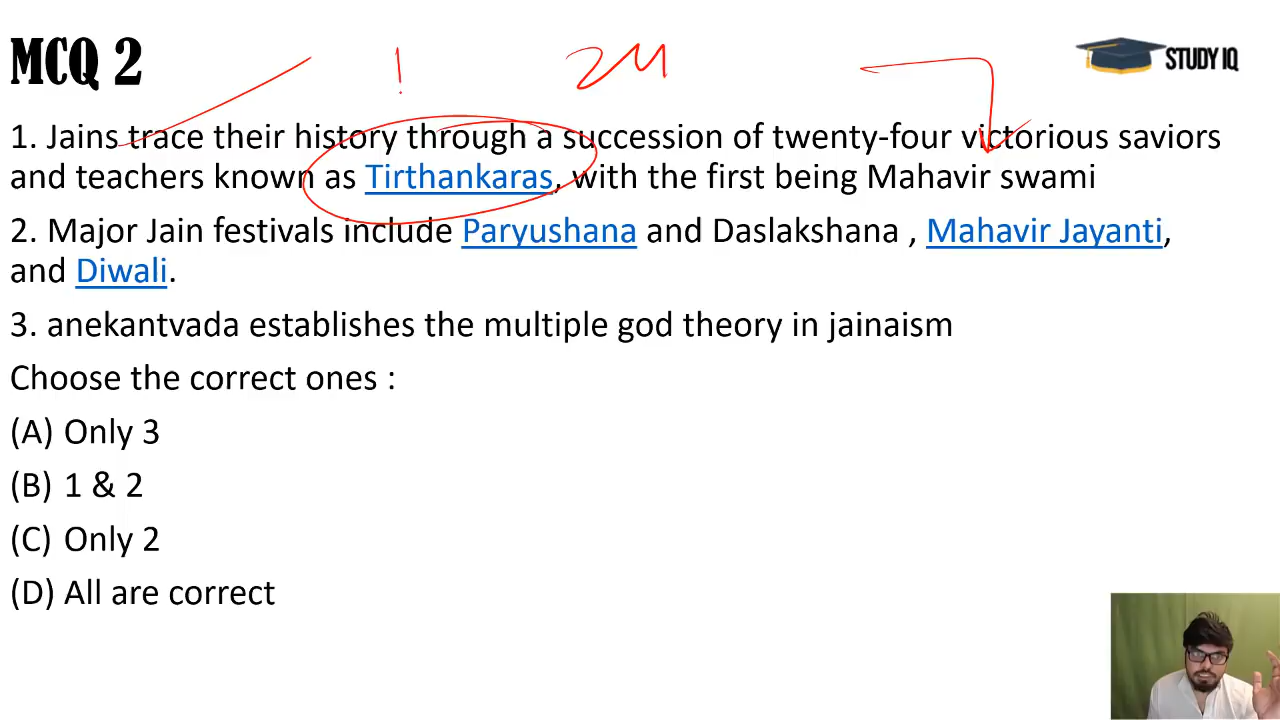 MCQ 2
! 24
STUDY IQ
1. Jains trace their history through a succession of twenty-four victorious saviors
and teachers known as Tirthankaras, with the first being Mahavir swami
2. Major Jain festivals include Paryushana and Daslakshana , Mahavir Jayanti,
and Diwali.
3. anekantvada establishes the multiple god theory in jainaism
Choose the correct ones :
(A) Only 3
(B) 1 & 2
(C) Only 2
(D) All are correct